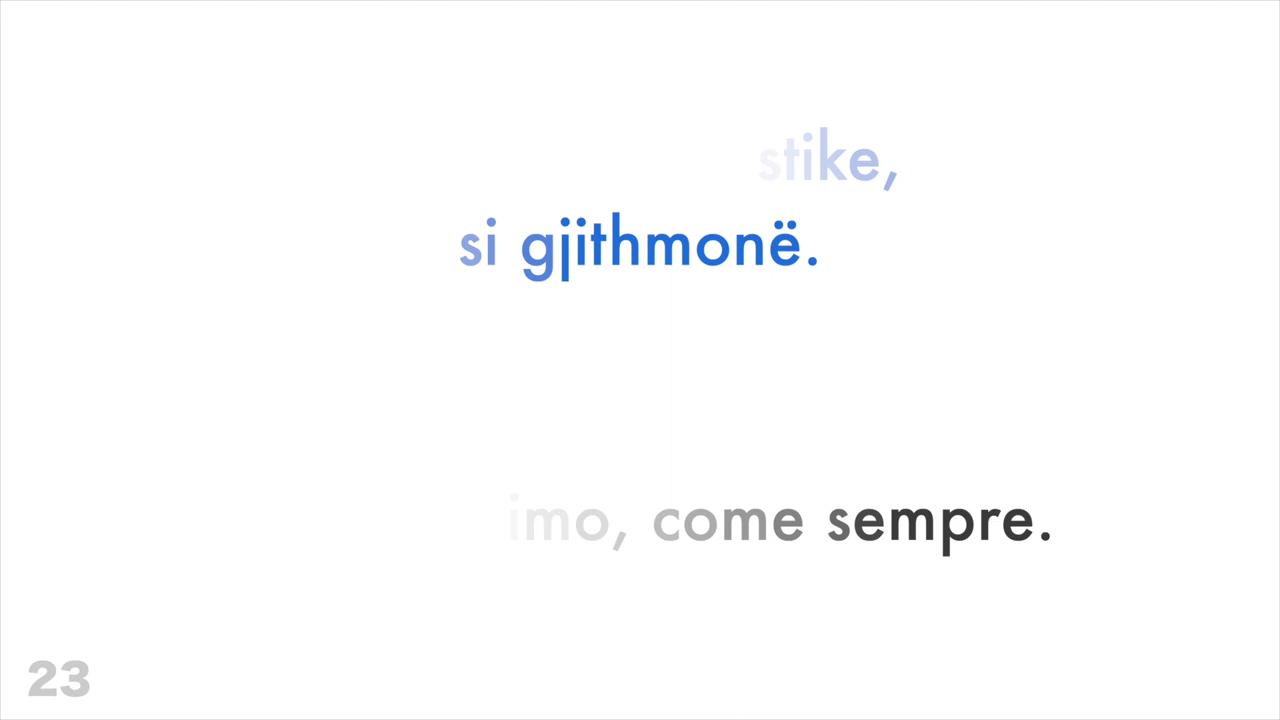 stike,
si gjithmonë.
imo, come sempre.
23